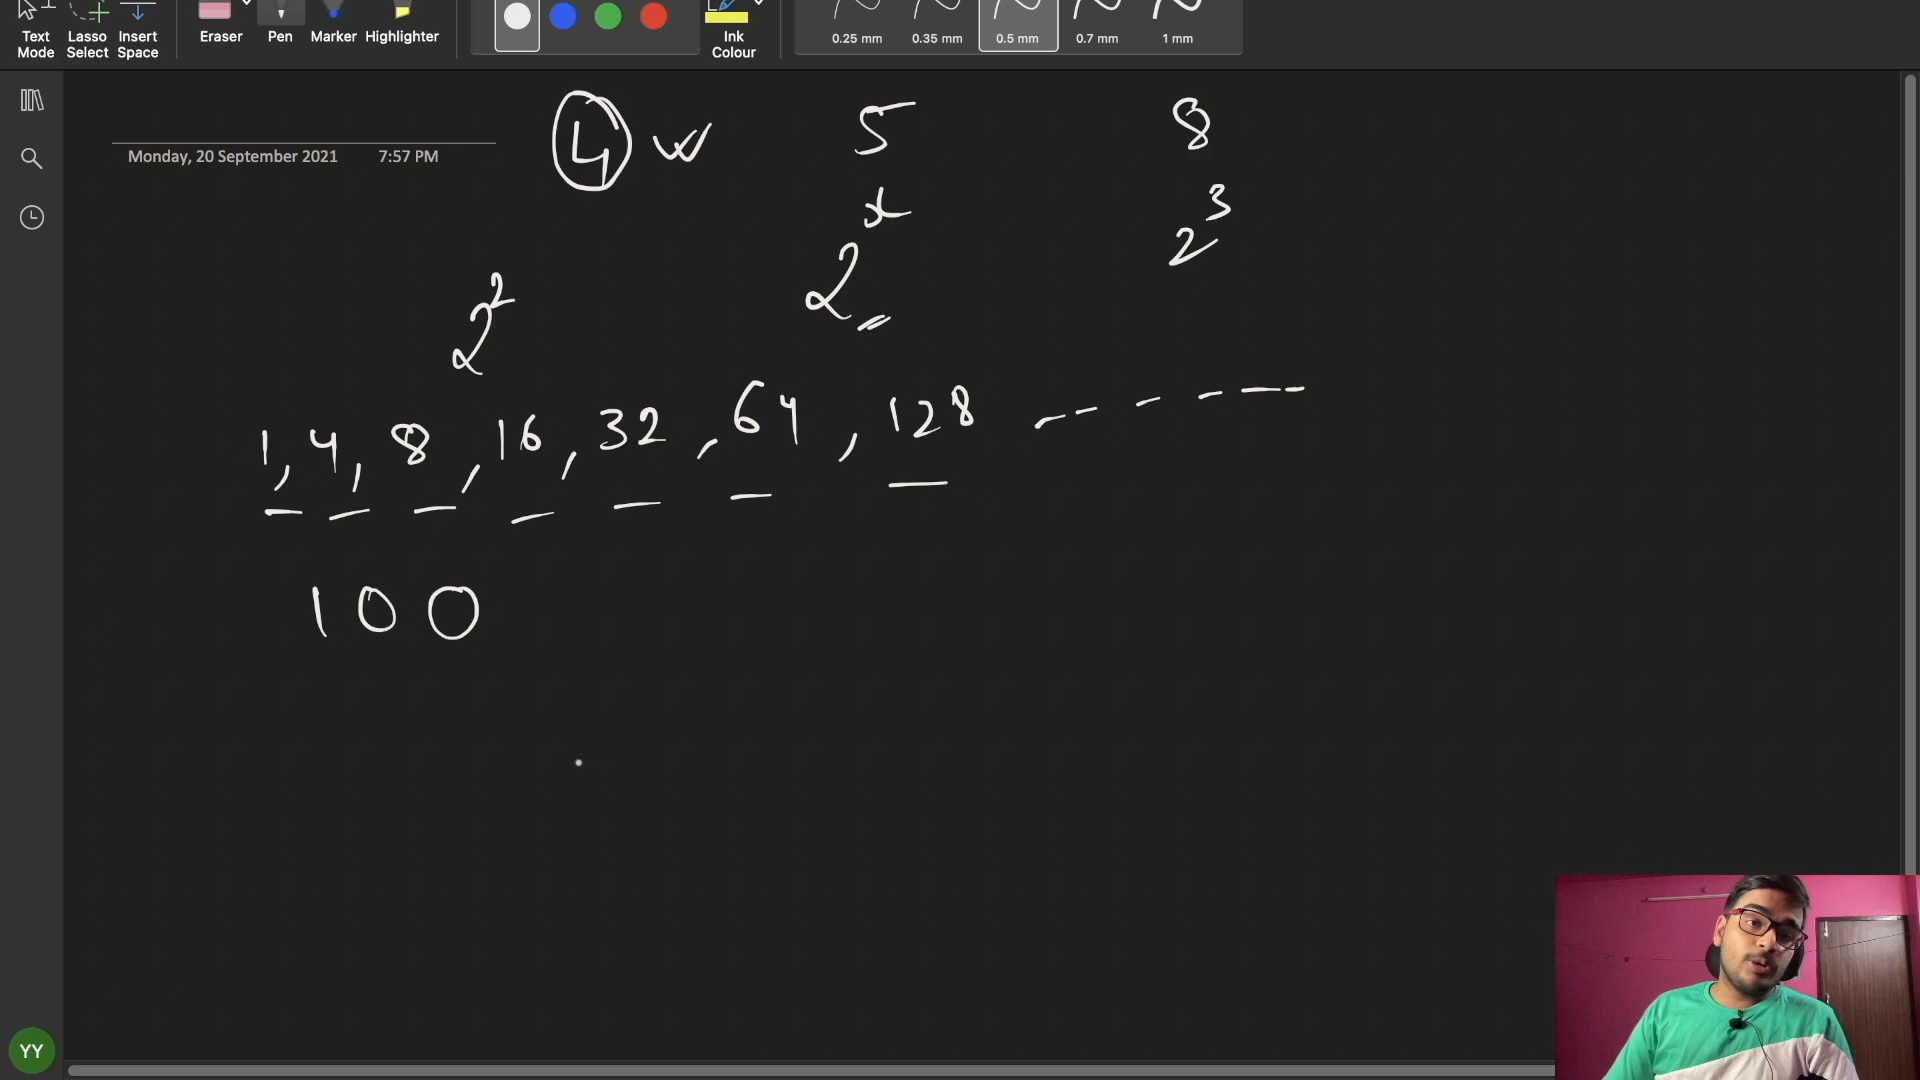 Text Mode
Lasso Select
Insert Space
Eraser
Pen
Marker
Highlighter
Ink Colour
0.25 mm
0.35 mm
0.5 mm
0.7 mm
1 mm
Monday, 20 September 2021 7:57 PM
4 5 8
2^x 2^3
2^2
1, 4, 8, 16, 32, 64, 128 - - - - - -
100
YY